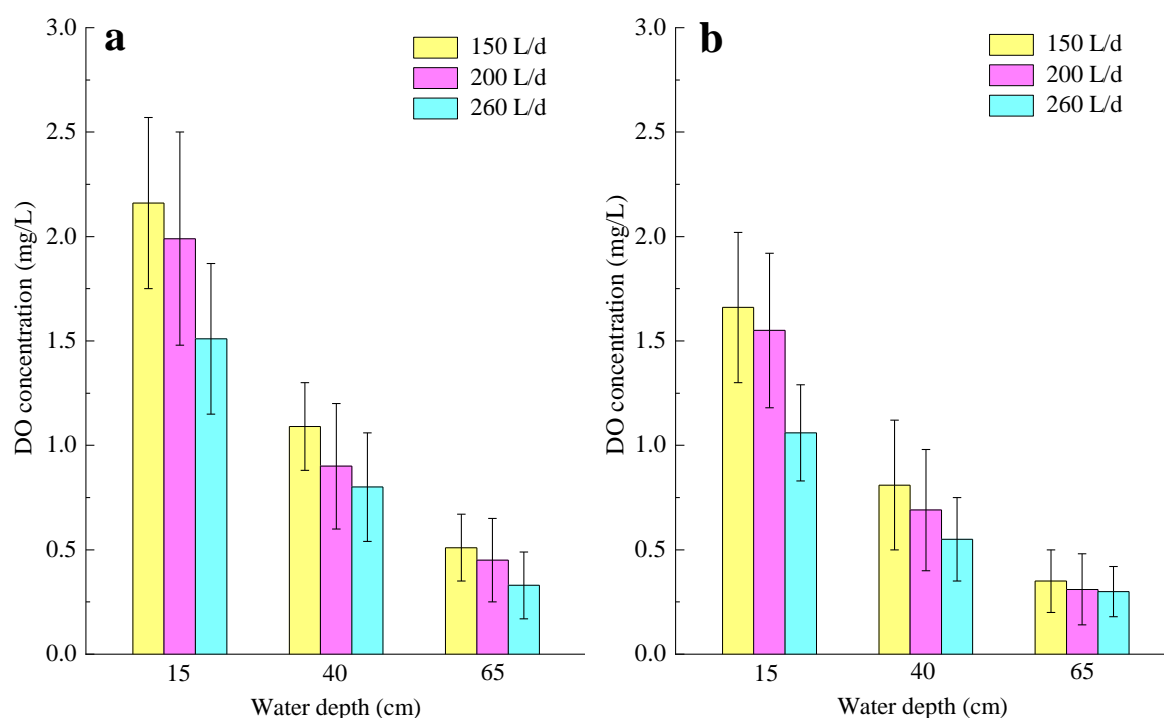 a
150 L/d
200 L/d
260 L/d
3.0
2.5
2.0
1.5
1.0
0.5
0.0
DO concentration (mg/L)
15
40
65
Water depth (cm)
b
150 L/d
200 L/d
260 L/d
3.0
2.5
2.0
1.5
1.0
0.5
0.0
DO concentration (mg/L)
15
40
65
Water depth (cm)